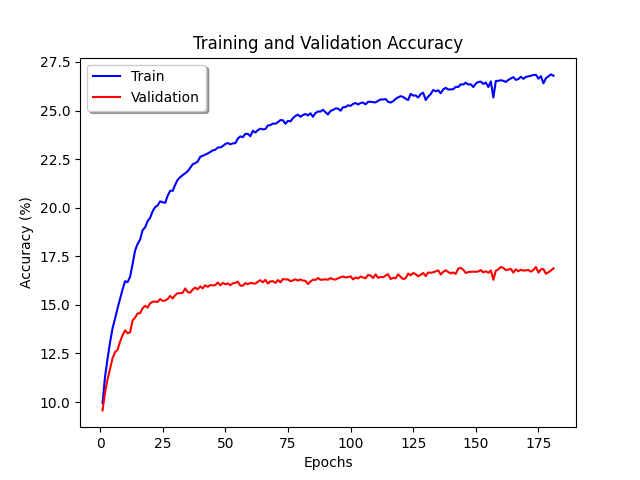 Training and Validation Accuracy
Train
Validation
Accuracy (%)
27.5
25.0
22.5
20.0
17.5
15.0
12.5
10.0
0 25 50 75 100 125 150 175
Epochs